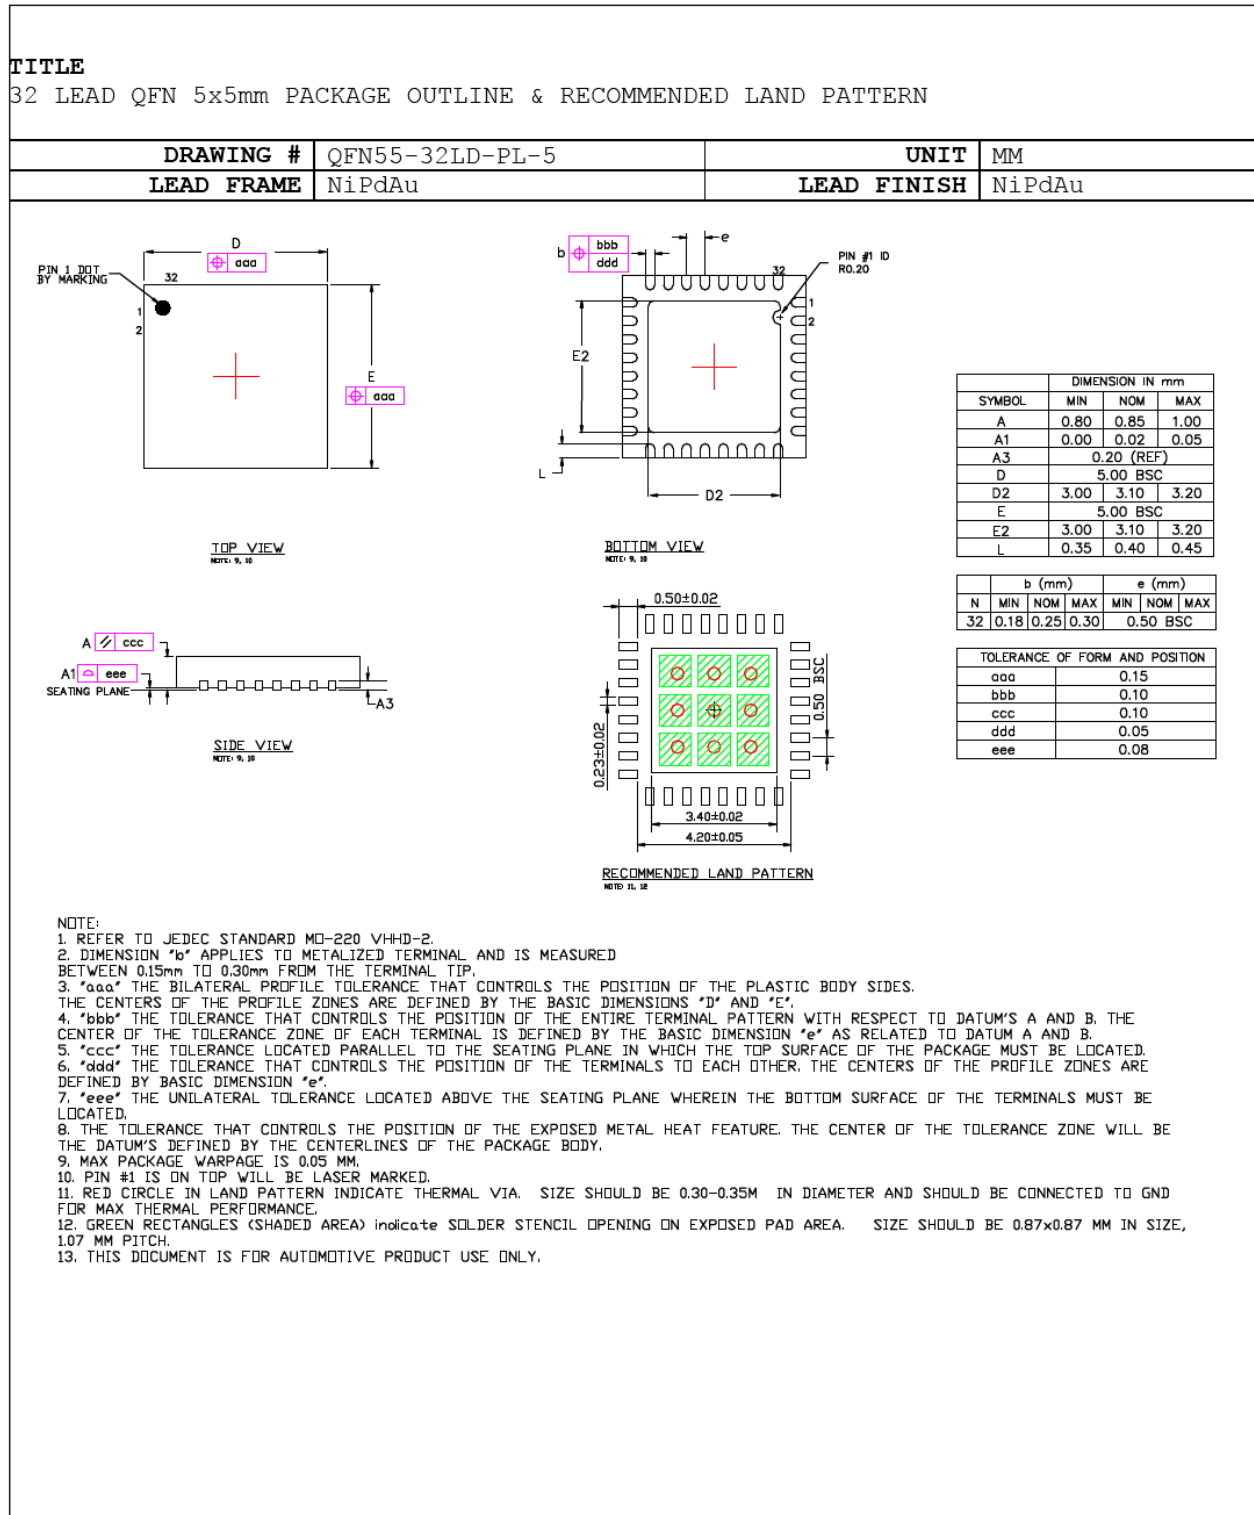 TITLE
32 LEAD QFN 5x5mm PACKAGE OUTLINE & RECOMMENDED LAND PATTERN
DRAWING # QFN55-32LD-PL-5 UNIT MM
LEAD FRAME NiPdAu LEAD FINISH NiPdAu
D
aaa
PIN 1 DOT
BY MARKING
32
1
2
E
aaa
TOP VIEW
NOTE: 9, 10
b
bbb
ddd
e
32
PIN #1 ID
R0.20
1
2
E2
L
D2
BOTTOM VIEW
NOTE: 9, 10
DIMENSION IN mm
SYMBOL MIN NOM MAX
A 0.80 0.85 1.00
A1 0.00 0.02 0.05
A3 0.20 (REF)
D 5.00 BSC
D2 3.00 3.10 3.20
E 5.00 BSC
E2 3.00 3.10 3.20
L 0.35 0.40 0.45
b (mm) e (mm)
N MIN NOM MAX MIN NOM MAX
32 0.18 0.25 0.30 0.50 BSC
TOLERANCE OF FORM AND POSITION
aaa 0.15
bbb 0.10
ccc 0.10
ddd 0.05
eee 0.08
A ccc
A1 eee
SEATING PLANE
A3
SIDE VIEW
NOTE: 9, 10
0.50±0.02
0.50 BSC
0.23±0.02
3.40±0.02
4.20±0.05
RECOMMENDED LAND PATTERN
NOTE: 11, 12
NOTE:
1. REFER TO JEDEC STANDARD MO-220 VHHD-2.
2. DIMENSION "b" APPLIES TO METALIZED TERMINAL AND IS MEASURED
BETWEEN 0.15mm TO 0.30mm FROM THE TERMINAL TIP.
3. "aaa" THE BILATERAL PROFILE TOLERANCE THAT CONTROLS THE POSITION OF THE PLASTIC BODY SIDES.
THE CENTERS OF THE PROFILE ZONES ARE DEFINED BY THE BASIC DIMENSIONS "D" AND "E".
4. "bbb" THE TOLERANCE THAT CONTROLS THE POSITION OF THE ENTIRE TERMINAL PATTERN WITH RESPECT TO DATUM'S A AND B. THE
CENTER OF THE TOLERANCE ZONE OF EACH TERMINAL IS DEFINED BY THE BASIC DIMENSION "e" AS RELATED TO DATUM A AND B.
5. "ccc" THE TOLERANCE LOCATED PARALLEL TO THE SEATING PLANE IN WHICH THE TOP SURFACE OF THE PACKAGE MUST BE LOCATED.
6. "ddd" THE TOLERANCE THAT CONTROLS THE POSITION OF THE TERMINALS TO EACH OTHER. THE CENTERS OF THE PROFILE ZONES ARE
DEFINED BY BASIC DIMENSION "e".
7. "eee" THE UNILATERAL TOLERANCE LOCATED ABOVE THE SEATING PLANE WHEREIN THE BOTTOM SURFACE OF THE TERMINALS MUST BE
LOCATED.
8. THE TOLERANCE THAT CONTROLS THE POSITION OF THE EXPOSED METAL HEAT FEATURE. THE CENTER OF THE TOLERANCE ZONE WILL BE
THE DATUM'S DEFINED BY THE CENTERLINES OF THE PACKAGE BODY.
9. MAX PACKAGE WARPAGE IS 0.05 MM.
10. PIN #1 IS ON TOP WILL BE LASER MARKED.
11. RED CIRCLE IN LAND PATTERN INDICATE THERMAL VIA. SIZE SHOULD BE 0.30-0.35M IN DIAMETER AND SHOULD BE CONNECTED TO GND
FOR MAX THERMAL PERFORMANCE.
12. GREEN RECTANGLES (SHADED AREA) indicate SOLDER STENCIL OPENING ON EXPOSED PAD AREA. SIZE SHOULD BE 0.87x0.87 MM IN SIZE,
1.07 MM PITCH.
13. THIS DOCUMENT IS FOR AUTOMOTIVE PRODUCT USE ONLY.